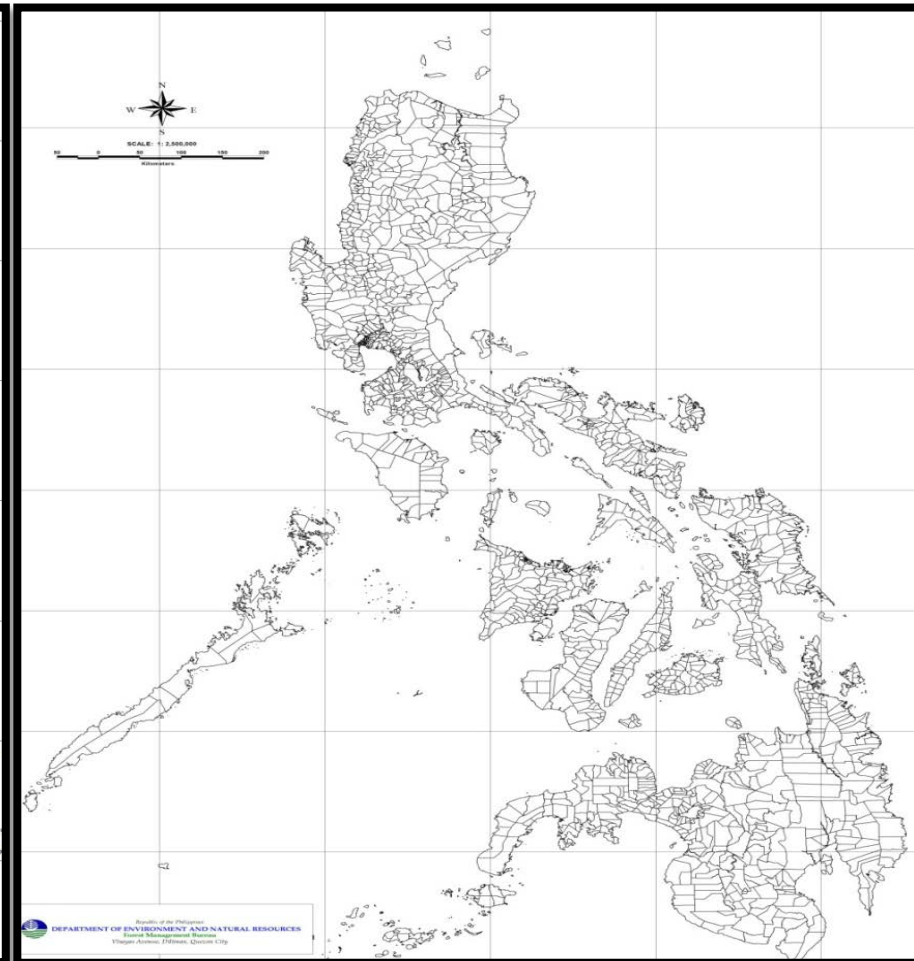 N
W E
S
SCALE: 1: 2,500,000
50 0 50 100 150 200
Kilometers
Republic of the Philippines
DEPARTMENT OF ENVIRONMENT AND NATURAL RESOURCES
Forest Management Bureau
Visayas Avenue, Diliman, Quezon City